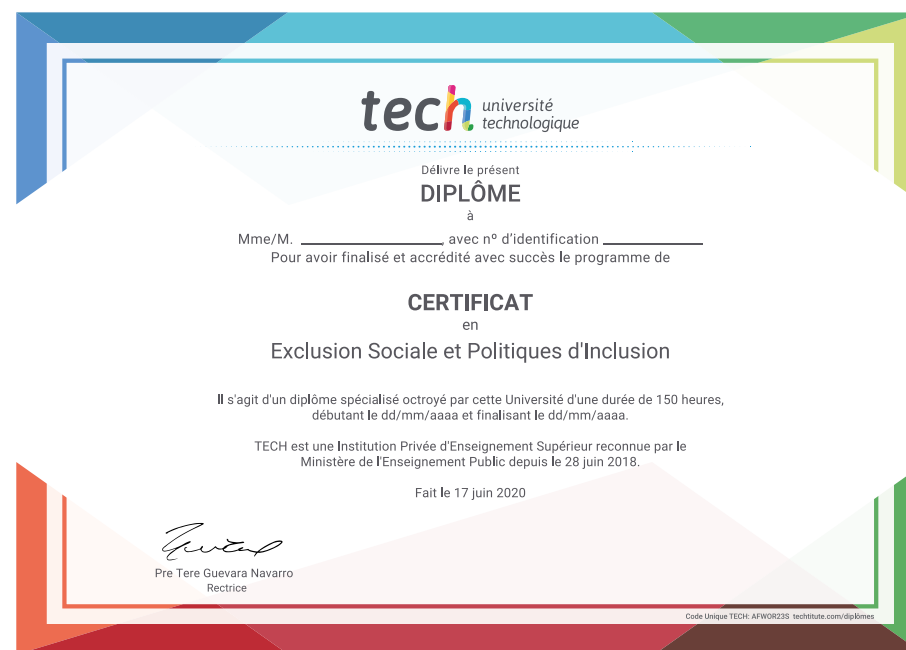 tech université
technologique
Délivre le présent
DIPLÔME
à
Mme/M. ____________________, avec nº d'identification ______________
Pour avoir finalisé et accrédité avec succès le programme de
CERTIFICAT
en
Exclusion Sociale et Politiques d'Inclusion
Il s'agit d'un diplôme spécialisé octroyé par cette Université d'une durée de 150 heures,
débutant le dd/mm/aaaa et finalisant le dd/mm/aaaa.
TECH est une Institution Privée d'Enseignement Supérieur reconnue par le
Ministère de l'Enseignement Public depuis le 28 juin 2018.
Fait le 17 juin 2020
Pre Tere Guevara Navarro
Rectrice
Code Unique TECH: AFWOR23S techtitute.com/diplômes